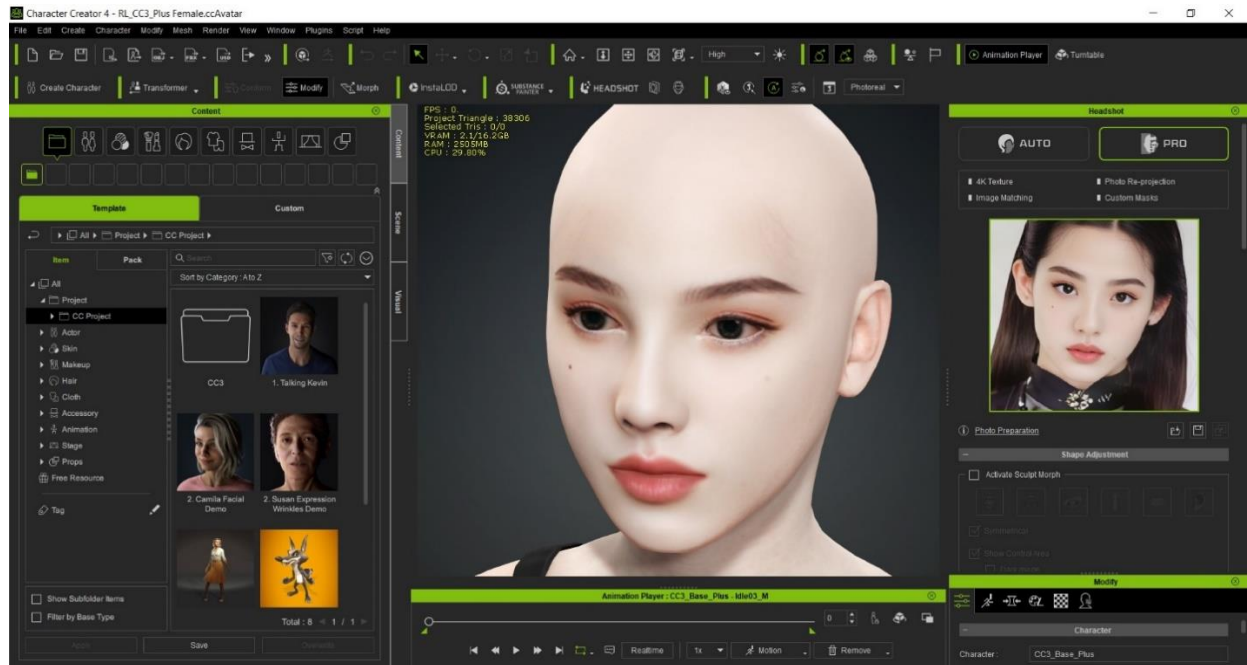 Character Creator 4 - RL_CC3_Plus Female.ccAvatar
File Edit Create Character Modify Mesh Render View Window Plugins Script Help
High
Animation Player
Turntable
Create Character
Transformer
Modify
Morph
InstaLOD
SUBSTANCE PAINTER
HEADSHOT
Photoreal
Content
Template
Custom
All
Project
CC Project
Item
Pack
Search
Sort by Category : A to Z
All
Project
CC Project
Actor
Skin
Makeup
Hair
Cloth
Accessory
Animation
Stage
Props
Free Resource
Tag
CC3
1. Talking Kevin
2. Camila Facial Demo
2. Susan Expression Wrinkles Demo
Show Subfolder Items
Filter by Base Type
Total : 8
1 / 1
Apply
Save
Overwrite
Content
Scene
Visual
FPS : 0.
Project Triangle : 38306
Selected Tris : 0/0
VRAM : 2.1/16.2GB
RAM : 2505MB
CPU : 29.80%
Animation Player : CC3_Base_Plus - Idle03_M
0
Realtime
1x
Motion
Remove
Headshot
AUTO
PRO
4K Texture
Photo Re-projection
Image Matching
Custom Masks
Photo Preparation
Shape Adjustment
Activate Sculpt Morph
Symmetrical
Show Control Area
Modify
Character
Character :
CC3_Base_Plus